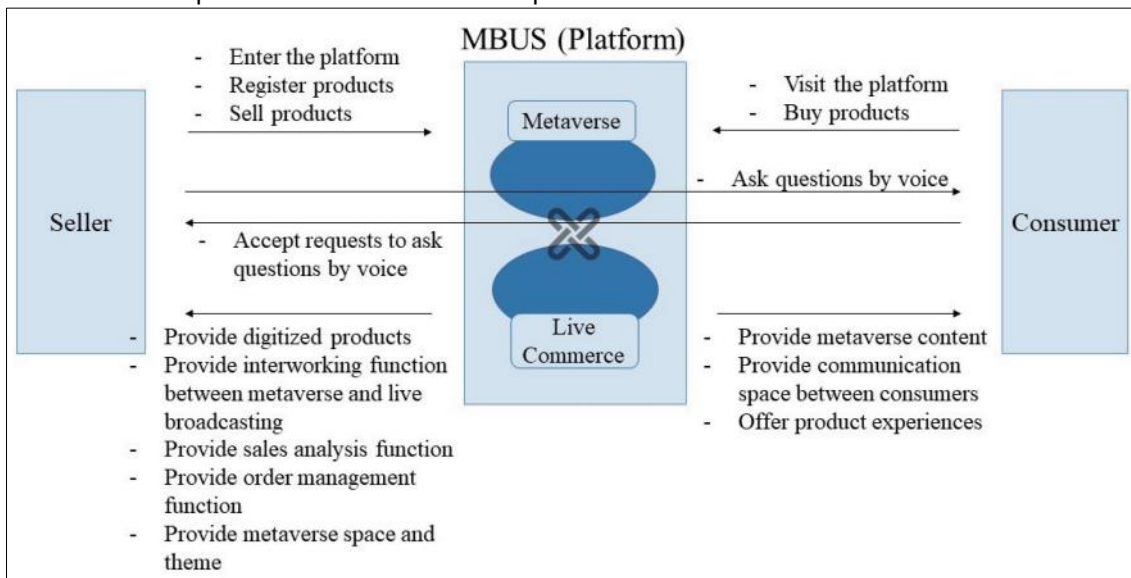 MBUS (Platform)
- Enter the platform
- Register products
- Sell products
- Visit the platform
- Buy products
Metaverse
- Ask questions by voice
Seller
Consumer
- Accept requests to ask
questions by voice
Live
Commerce
- Provide digitized products
- Provide interworking function
between metaverse and live
broadcasting
- Provide sales analysis function
- Provide order management
function
- Provide metaverse space and
theme
- Provide metaverse content
- Provide communication
space between consumers
- Offer product experiences